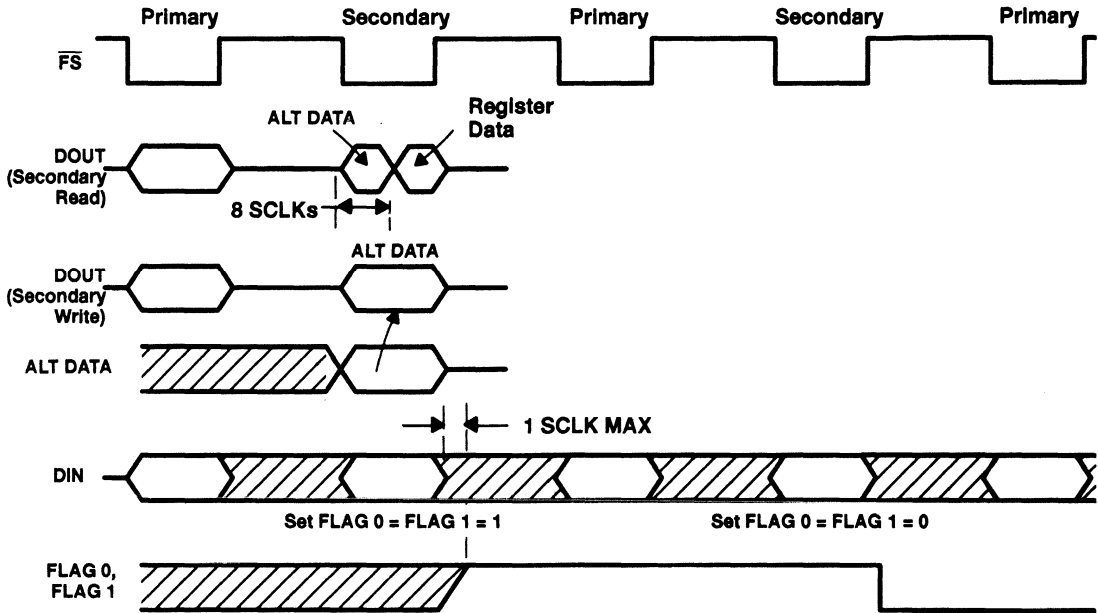 Primary Secondary Primary Secondary Primary
FS
ALT DATA
Register
Data
DOUT
(Secondary
Read)
8 SCLKs
ALT DATA
DOUT
(Secondary
Write)
ALT DATA
1 SCLK MAX
DIN
Set FLAG 0 = FLAG 1 = 1
Set FLAG 0 = FLAG 1 = 0
FLAG 0,
FLAG 1